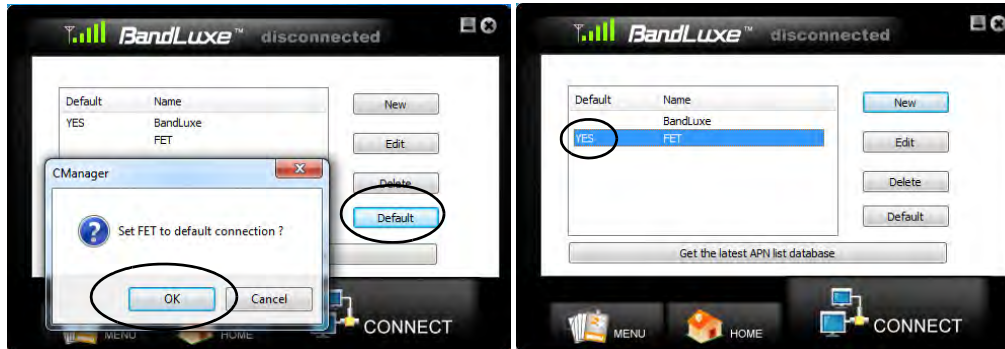 BandLuxe™ disconnected
Default Name
YES BandLuxe
FET
New
Edit
Delete
Default
CManager
Set FET to default connection ?
OK Cancel
MENU HOME CONNECT
BandLuxe™ disconnected
Default Name
BandLuxe
YES FET
New
Edit
Delete
Default
Get the latest APN list database
MENU HOME CONNECT